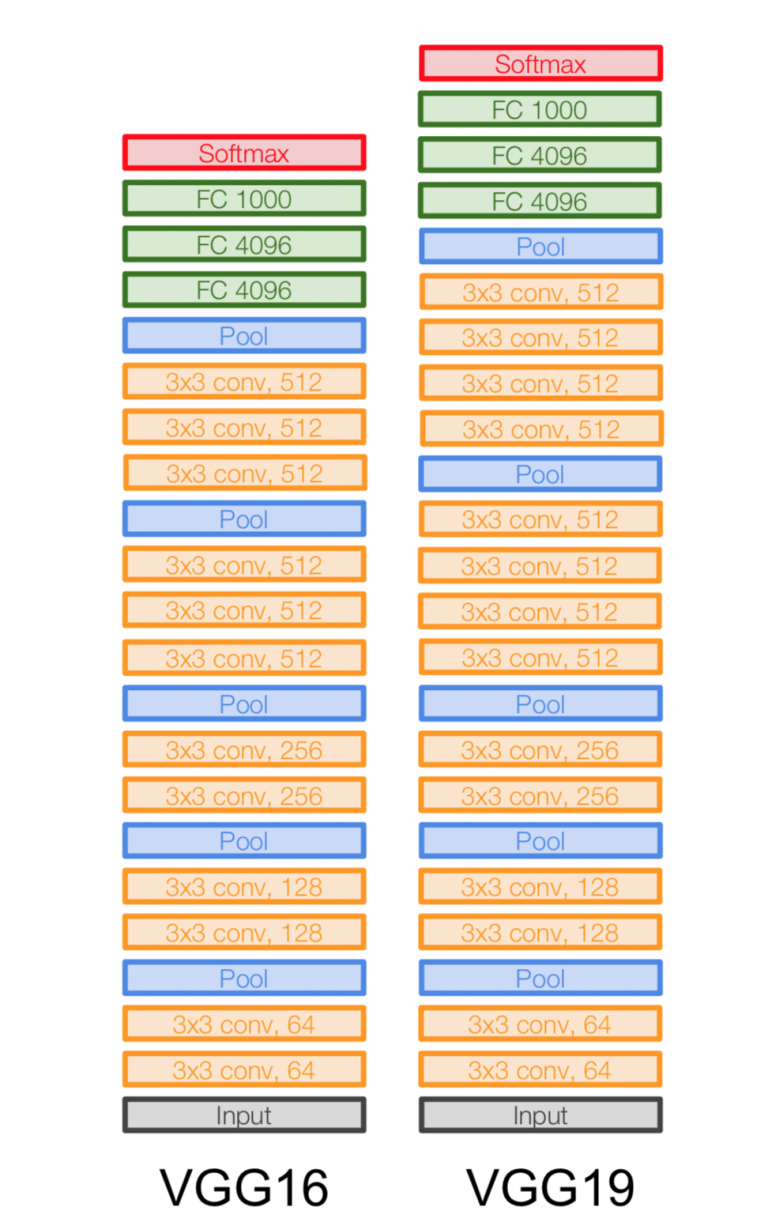 Softmax
FC 1000
FC 4096
FC 4096
Pool
3x3 conv, 512
3x3 conv, 512
3x3 conv, 512
Pool
3x3 conv, 512
3x3 conv, 512
3x3 conv, 512
Pool
3x3 conv, 256
3x3 conv, 256
Pool
3x3 conv, 128
3x3 conv, 128
Pool
3x3 conv, 64
3x3 conv, 64
Input
VGG16
Softmax
FC 1000
FC 4096
FC 4096
Pool
3x3 conv, 512
3x3 conv, 512
3x3 conv, 512
3x3 conv, 512
Pool
3x3 conv, 512
3x3 conv, 512
3x3 conv, 512
3x3 conv, 512
Pool
3x3 conv, 256
3x3 conv, 256
Pool
3x3 conv, 128
3x3 conv, 128
Pool
3x3 conv, 64
3x3 conv, 64
Input
VGG19